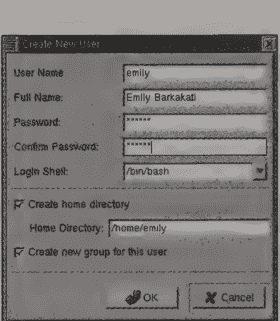 Create New User
User Name
emily
Full Name:
Emily Barkakati
Password:
******
Confirm Password:
******
Login Shell:
/bin/bash
Create home directory
Home Directory:
/home/emily
Create new group for this user
OK
Cancel